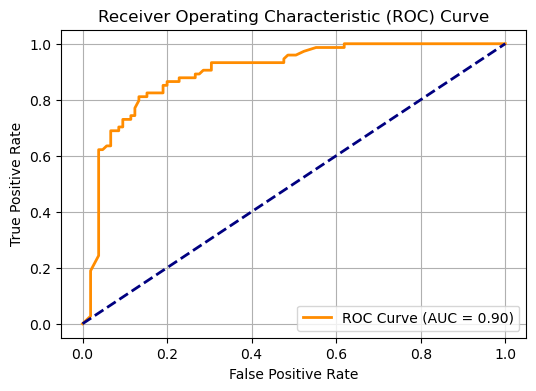 Receiver Operating Characteristic (ROC) Curve
1.0
0.8
0.6
0.4
0.2
0.0
True Positive Rate
ROC Curve (AUC = 0.90)
0.0 0.2 0.4 0.6 0.8 1.0
False Positive Rate